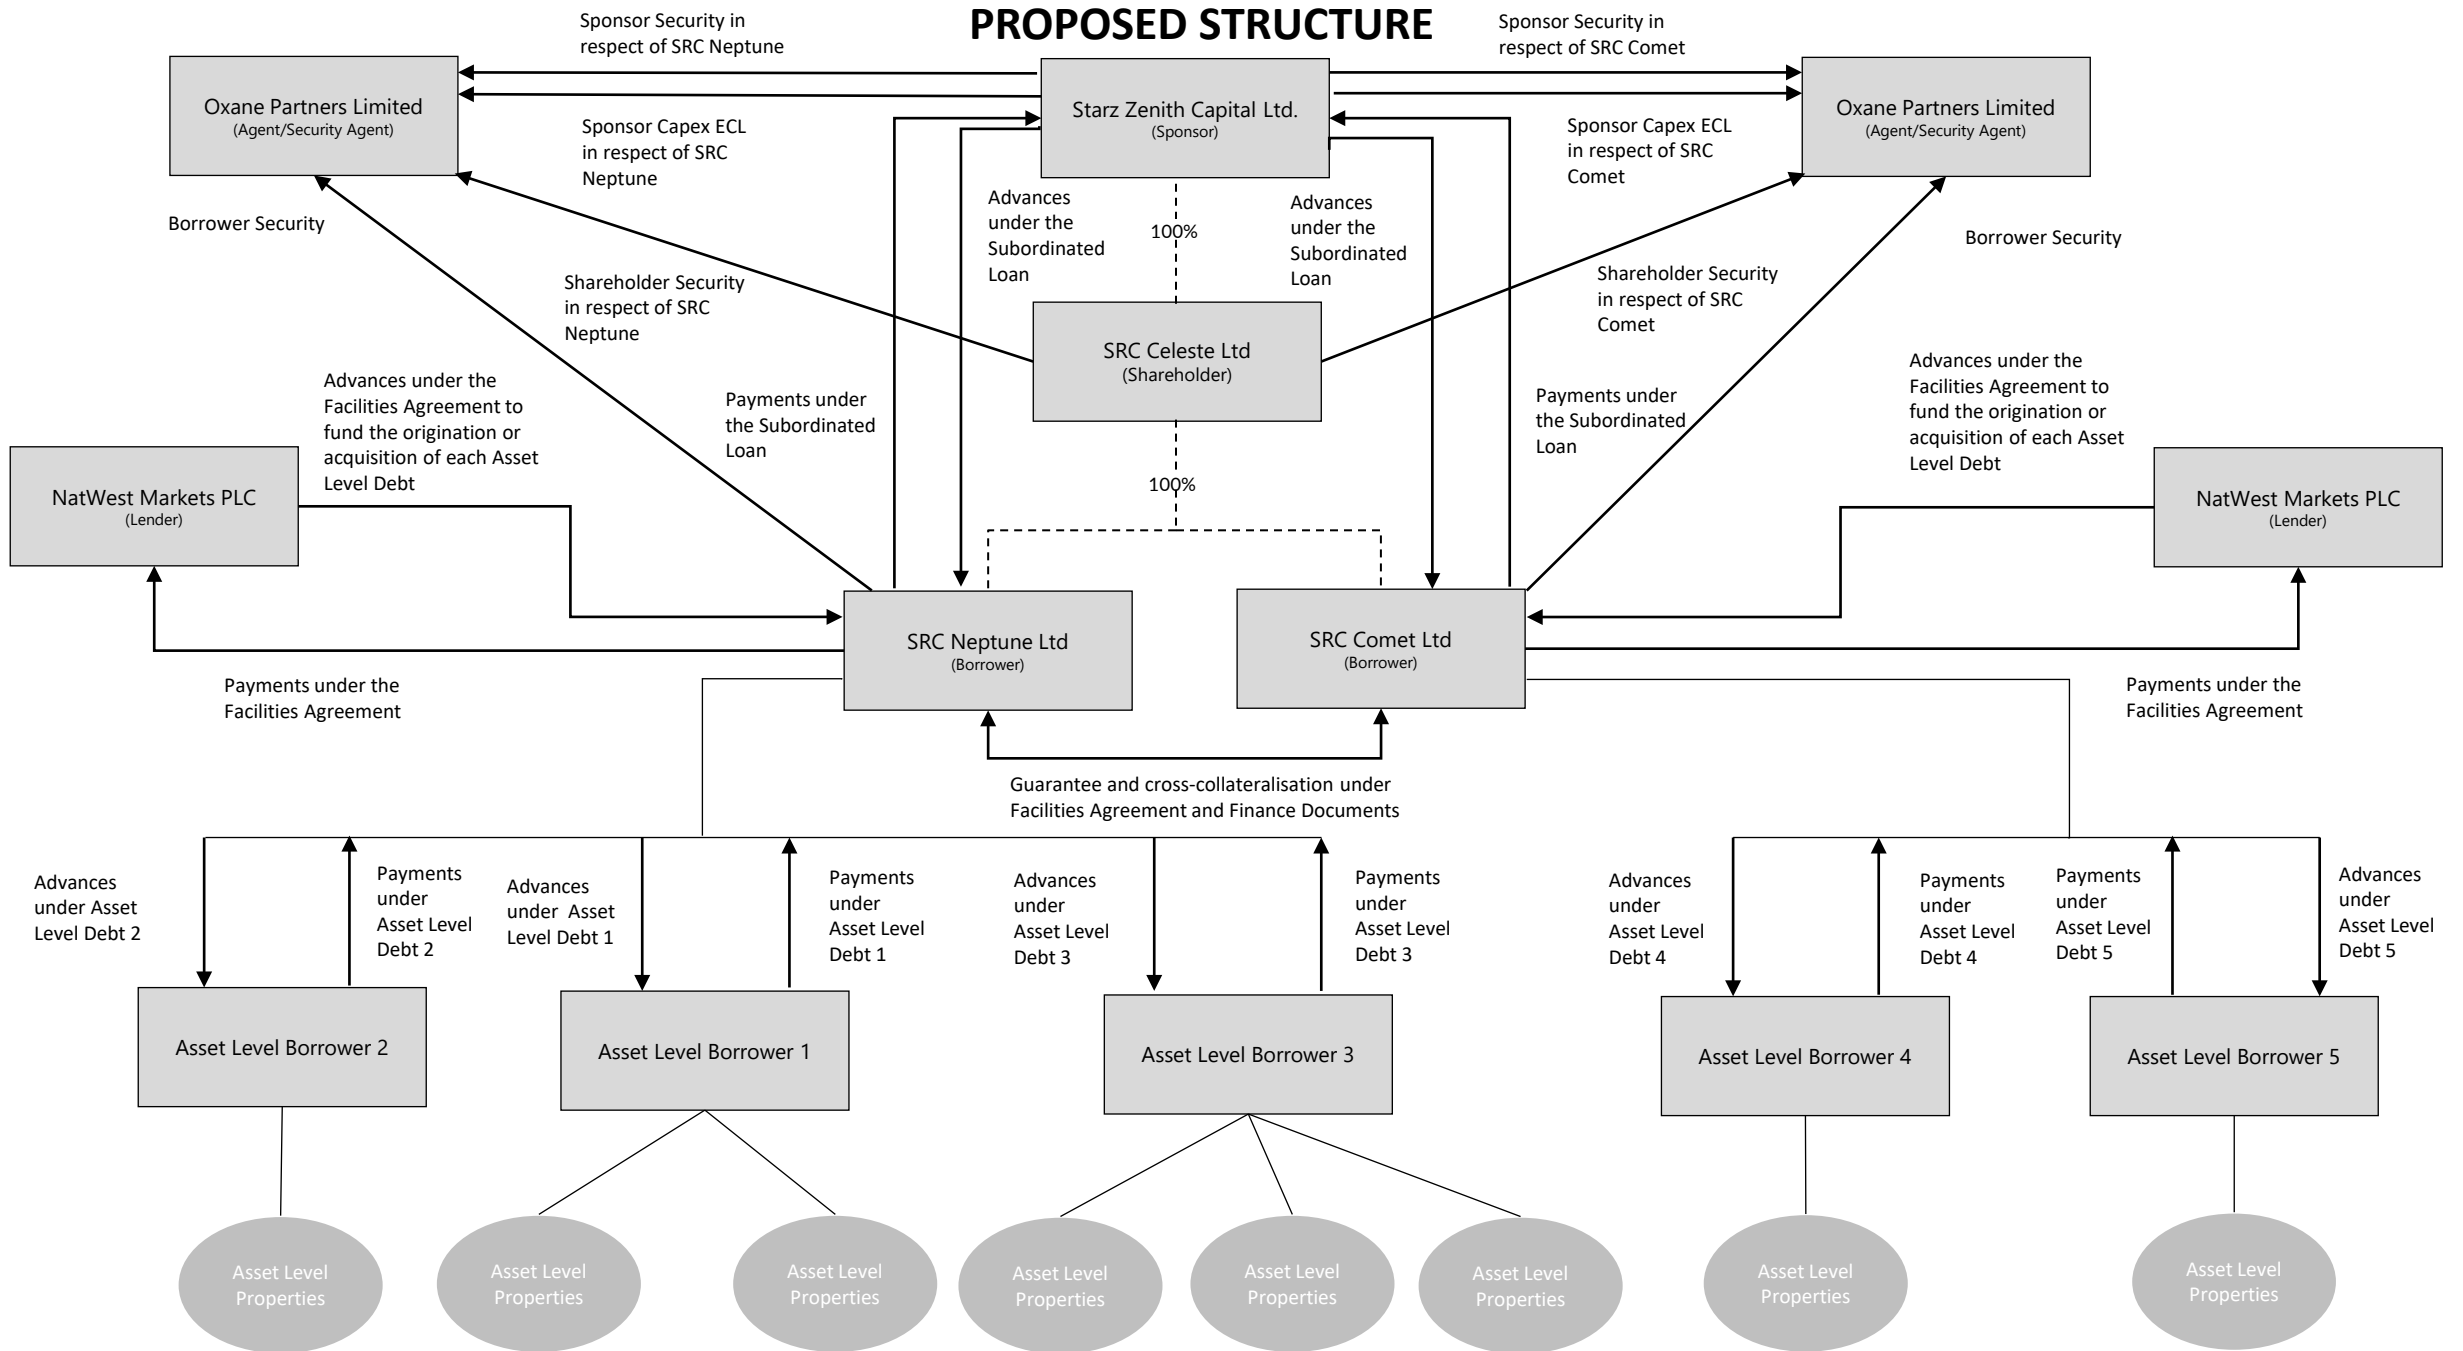 PROPOSED STRUCTURE
Sponsor Security in
respect of SRC Neptune
Sponsor Security in
respect of SRC Comet
Oxane Partners Limited
(Agent/Security Agent)
Starz Zenith Capital Ltd.
(Sponsor)
Oxane Partners Limited
(Agent/Security Agent)
Sponsor Capex ECL
in respect of SRC
Neptune
Sponsor Capex ECL
in respect of SRC
Comet
Borrower Security
Advances
under the
Subordinated
Loan
100%
Advances
under the
Subordinated
Loan
Borrower Security
Shareholder Security
in respect of SRC
Neptune
Shareholder Security
in respect of SRC
Comet
SRC Celeste Ltd
(Shareholder)
Advances under the
Facilities Agreement to
fund the origination or
acquisition of each Asset
Level Debt
Payments under
the Subordinated
Loan
Payments under
the Subordinated
Loan
Advances under the
Facilities Agreement to
fund the origination or
acquisition of each Asset
Level Debt
NatWest Markets PLC
(Lender)
100%
NatWest Markets PLC
(Lender)
SRC Neptune Ltd
(Borrower)
SRC Comet Ltd
(Borrower)
Payments under the
Facilities Agreement
Payments under the
Facilities Agreement
Guarantee and cross-collateralisation under
Facilities Agreement and Finance Documents
Advances
under Asset
Level Debt 2
Payments
under
Asset Level
Debt 2
Advances
under Asset
Level Debt 1
Payments
under
Asset Level
Debt 1
Advances
under
Asset Level
Debt 3
Payments
under
Asset Level
Debt 3
Advances
under
Asset Level
Debt 4
Payments
under
Asset Level
Debt 4
Payments
under
Asset Level
Debt 5
Advances
under
Asset Level
Debt 5
Asset Level Borrower 2
Asset Level Borrower 1
Asset Level Borrower 3
Asset Level Borrower 4
Asset Level Borrower 5
Asset Level
Properties
Asset Level
Properties
Asset Level
Properties
Asset Level
Properties
Asset Level
Properties
Asset Level
Properties
Asset Level
Properties
Asset Level
Properties